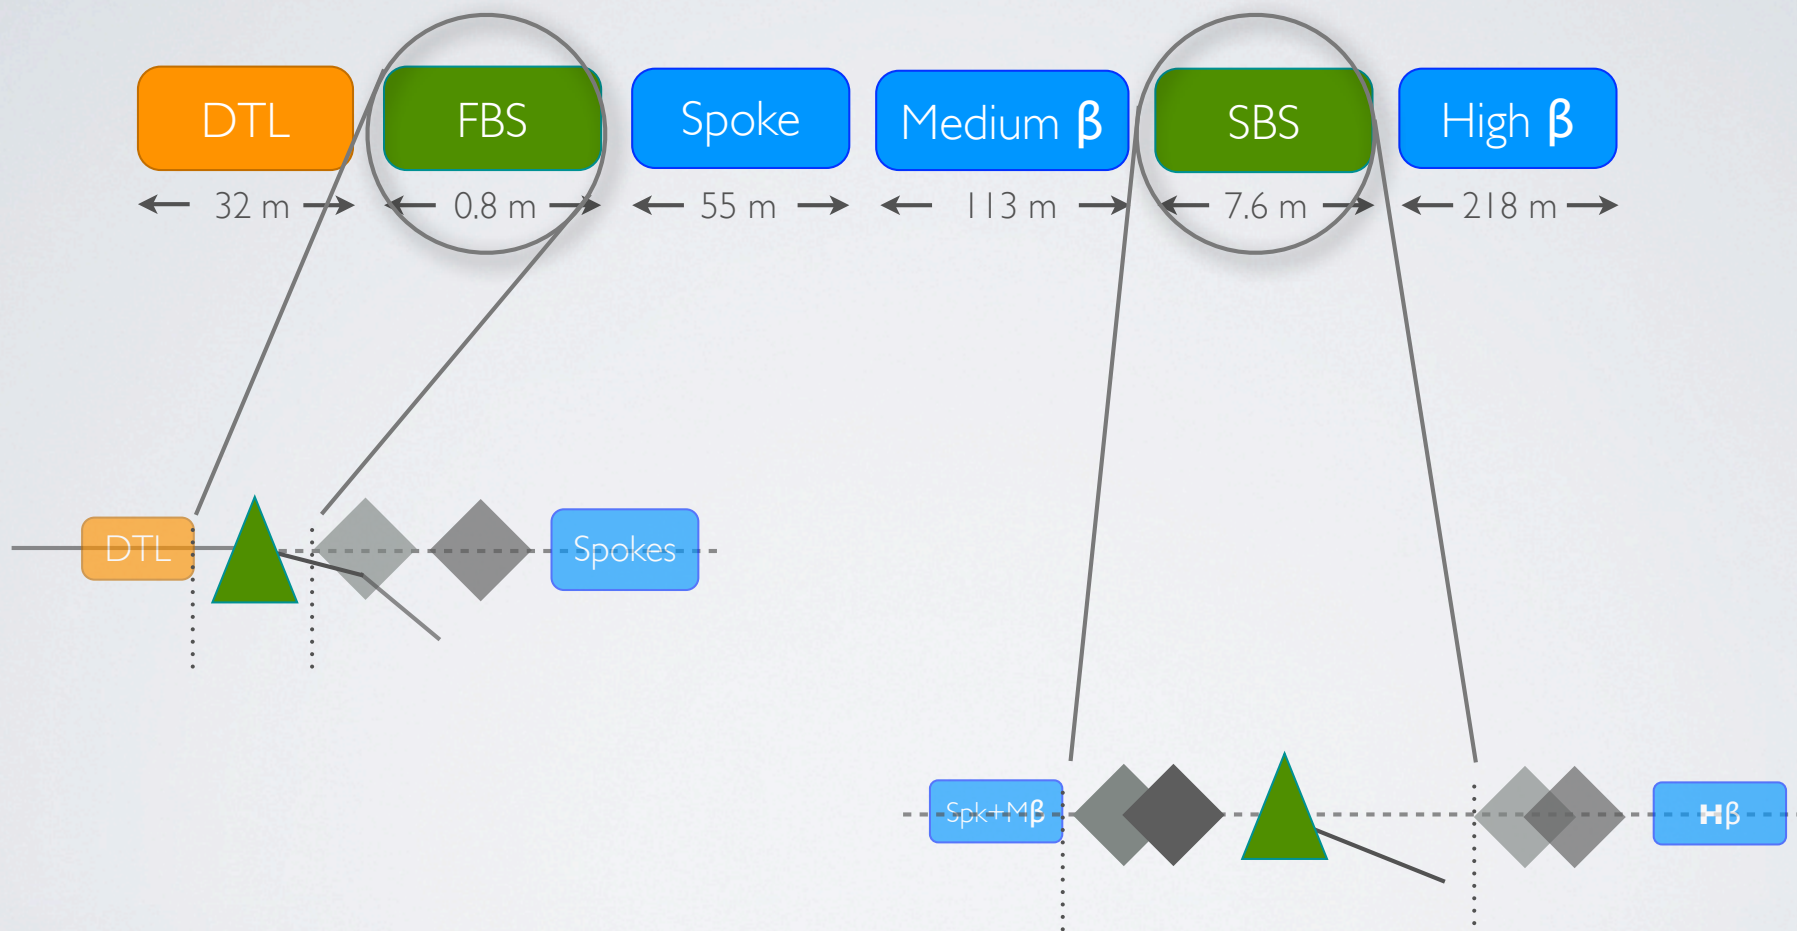 DTL
FBS
Spoke
Medium β
SBS
High β
32 m
0.8 m
55 m
113 m
7.6 m
218 m
DTL
Spokes
Spk+Mβ
Hβ